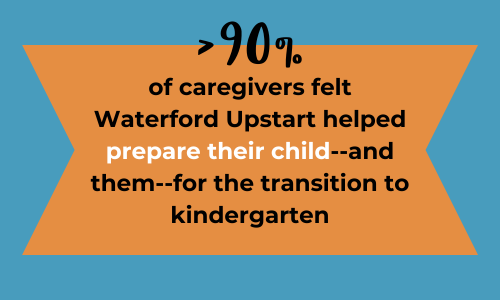 >90%
of caregivers felt
Waterford Upstart helped
prepare their child--and
them--for the transition to
kindergarten